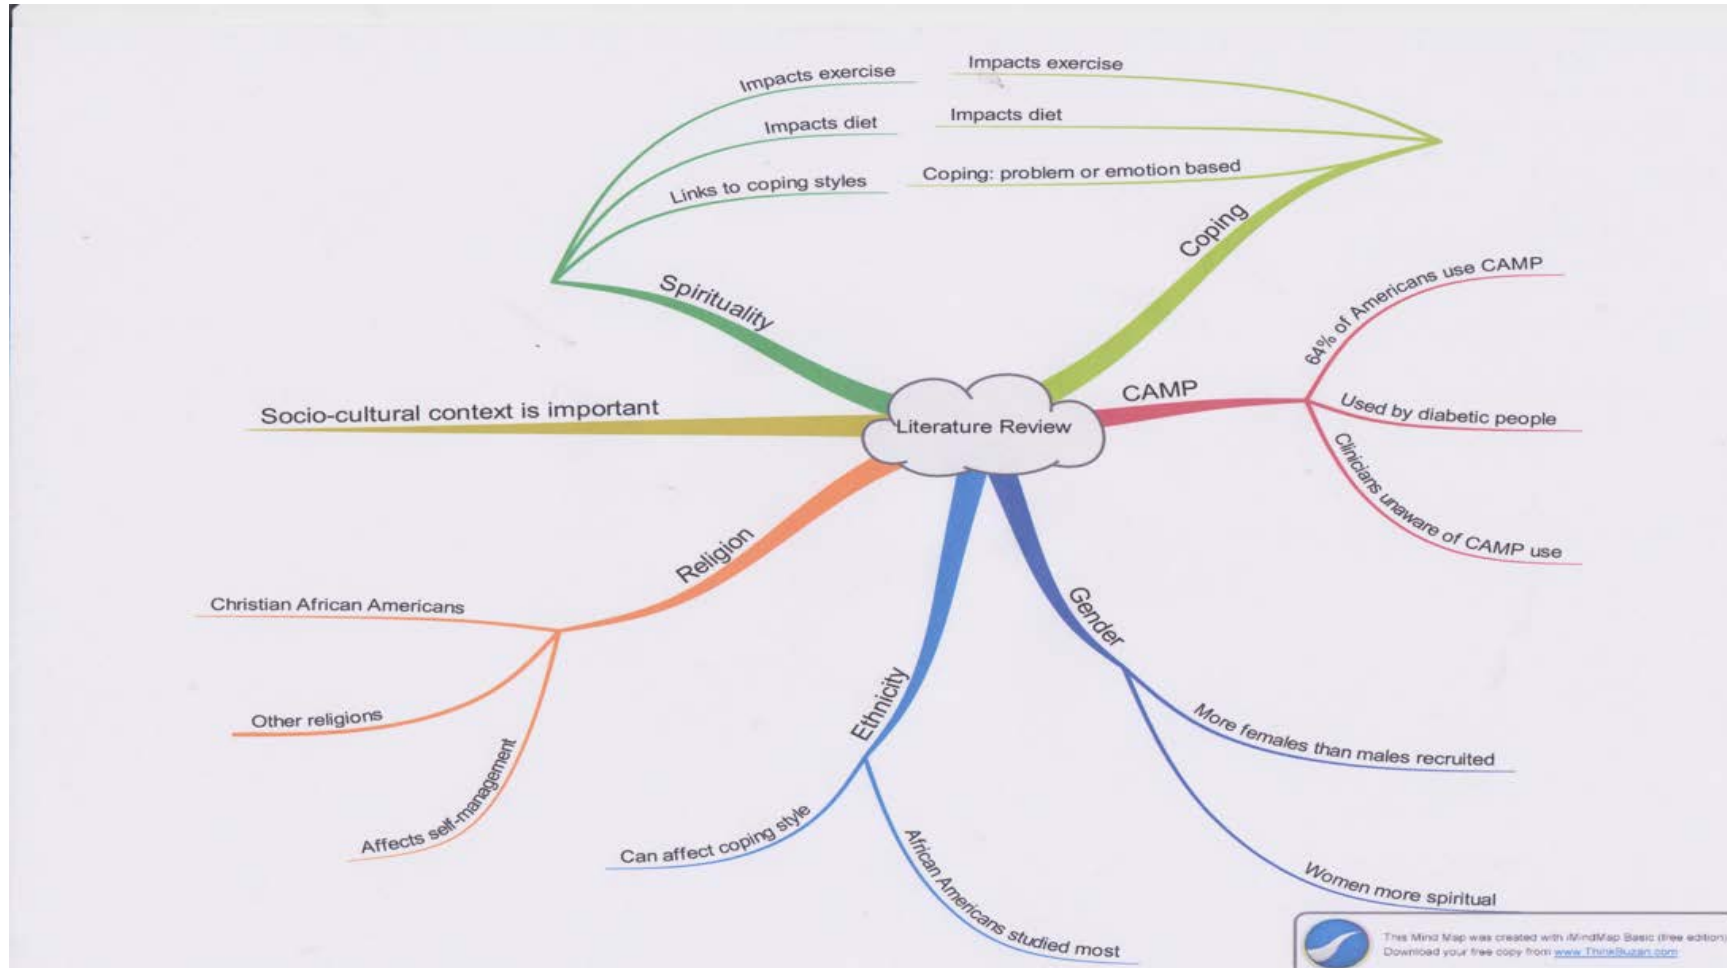 Impacts exercise
Impacts diet
Links to coping styles
Spirituality
Impacts exercise
Impacts diet
Coping: problem or emotion based
Coping
64% of Americans use CAMP
Used by diabetic people
Clinicians unaware of CAMP use
CAMP
Literature Review
Socio-cultural context is important
Religion
Christian African Americans
Other religions
Affects self-management
Ethnicity
Can affect coping style
African Americans studied most
Gender
More females than males recruited
Women more spiritual
This Mind Map was created with iMindMap Basic (free edition)
Download your free copy from www.ThinkBuzan.com